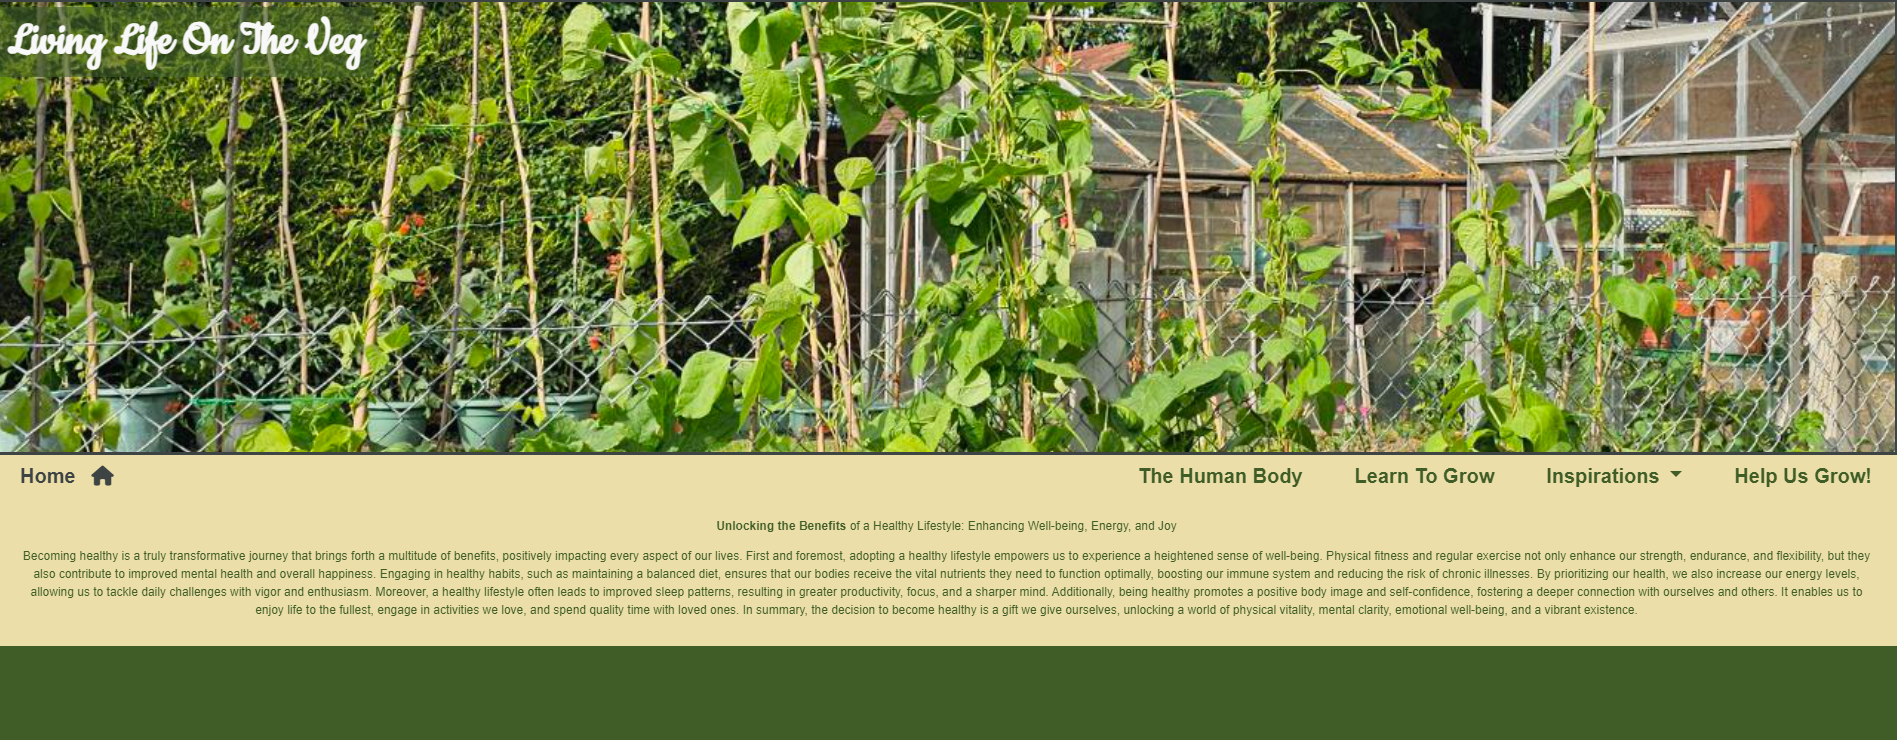 Living Life On The Veg
Home
The Human Body
Learn To Grow
Inspirations
Help Us Grow!
Unlocking the Benefits of a Healthy Lifestyle: Enhancing Well-being, Energy, and Joy
Becoming healthy is a truly transformative journey that brings forth a multitude of benefits, positively impacting every aspect of our lives. First and foremost, adopting a healthy lifestyle empowers us to experience a heightened sense of well-being. Physical fitness and regular exercise not only enhance our strength, endurance, and flexibility, but they
also contribute to improved mental health and overall happiness. Engaging in healthy habits, such as maintaining a balanced diet, ensures that our bodies receive the vital nutrients they need to function optimally, boosting our immune system and reducing the risk of chronic illnesses. By prioritizing our health, we also increase our energy levels,
allowing us to tackle daily challenges with vigor and enthusiasm. Moreover, a healthy lifestyle often leads to improved sleep patterns, resulting in greater productivity, focus, and a sharper mind. Additionally, being healthy promotes a positive body image and self-confidence, fostering a deeper connection with ourselves and others. It enables us to
enjoy life to the fullest, engage in activities we love, and spend quality time with loved ones. In summary, the decision to become healthy is a gift we give ourselves, unlocking a world of physical vitality, mental clarity, emotional well-being, and a vibrant existence.